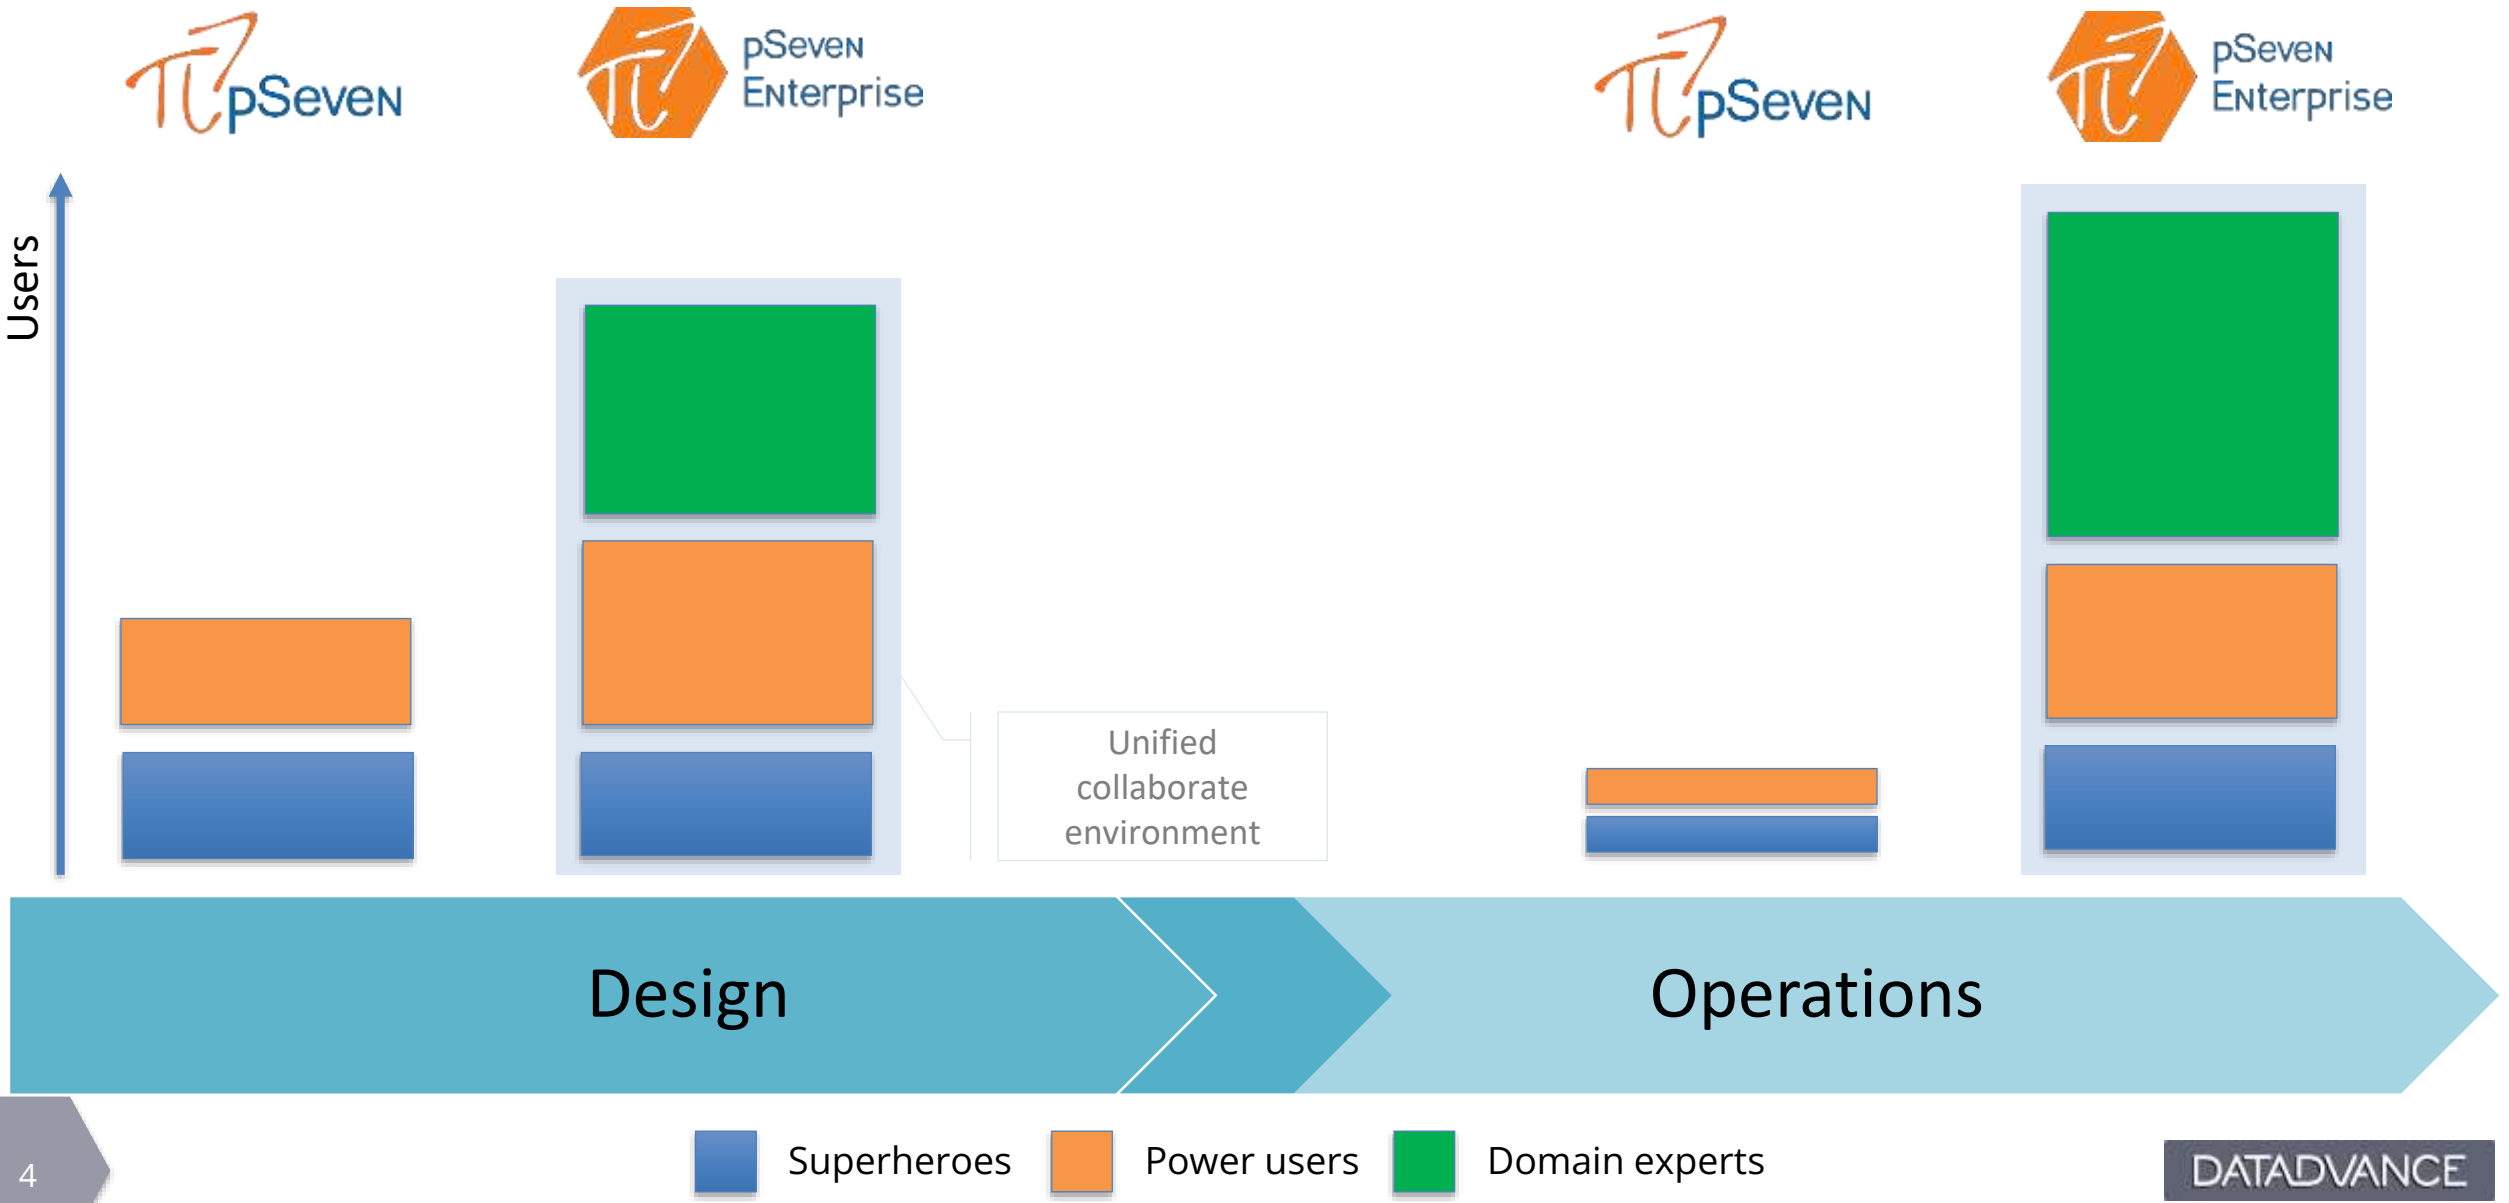 pSeven
pSeven
Enterprise
pSeven
pSeven
Enterprise
Users
Unified
collaborate
environment
Design
Operations
Superheroes
Power users
Domain experts
4
DATADVANCE